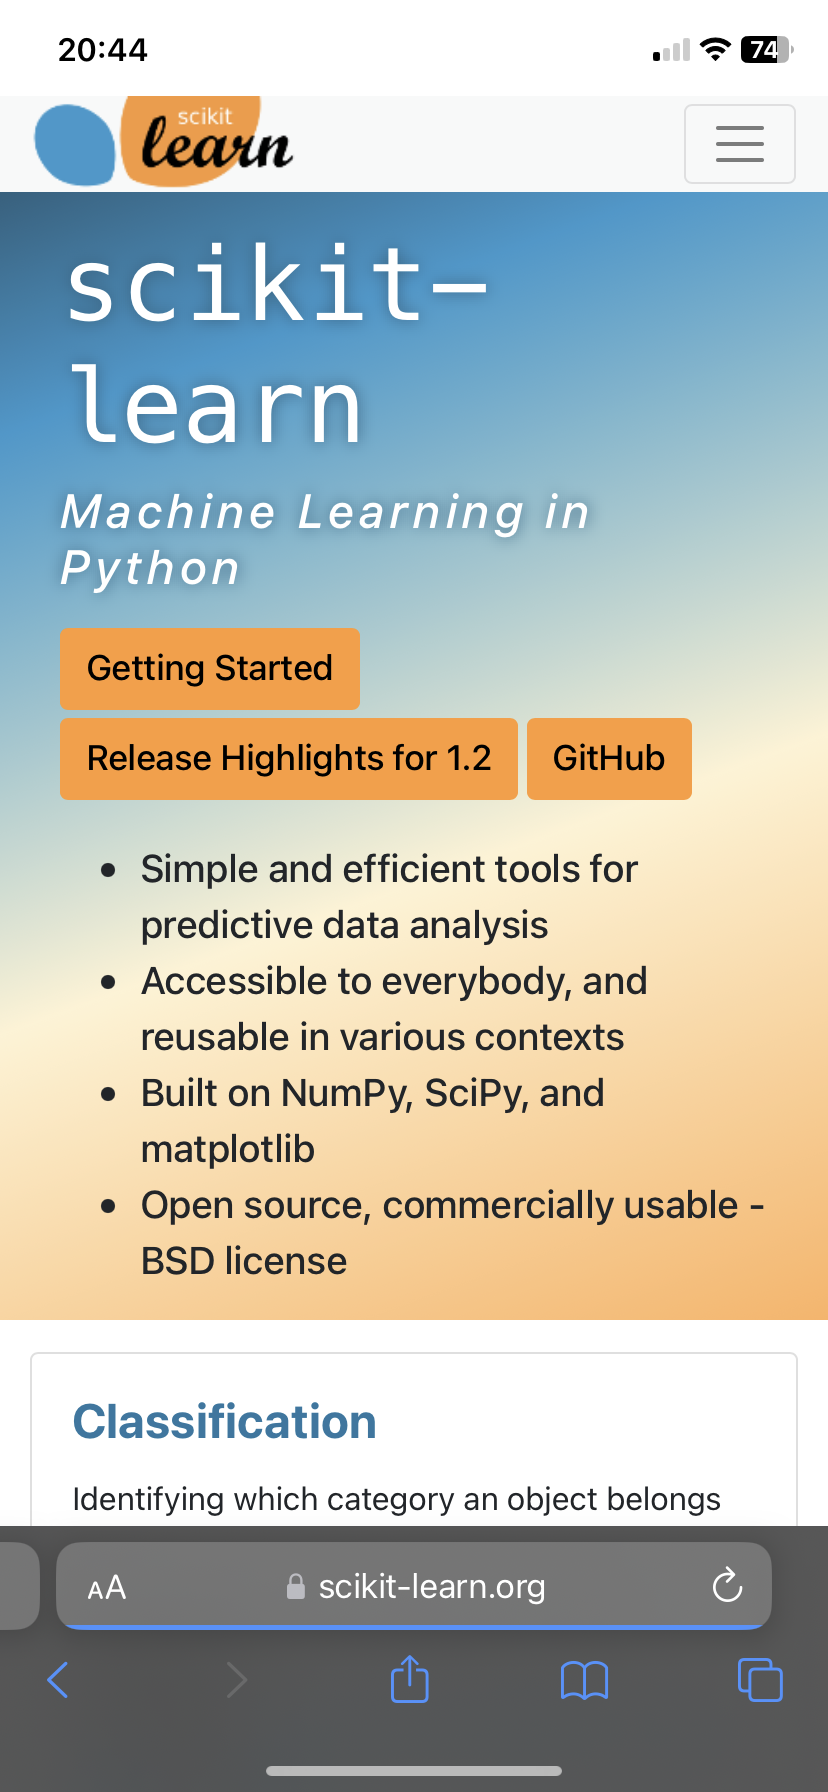 20:44
74
scikit
learn
scikit-
learn
Machine Learning in
Python
Getting Started
Release Highlights for 1.2 GitHub
Simple and efficient tools for
predictive data analysis
Accessible to everybody, and
reusable in various contexts
Built on NumPy, SciPy, and
matplotlib
Open source, commercially usable -
BSD license
Classification
Identifying which category an object belongs
AA scikit-learn.org